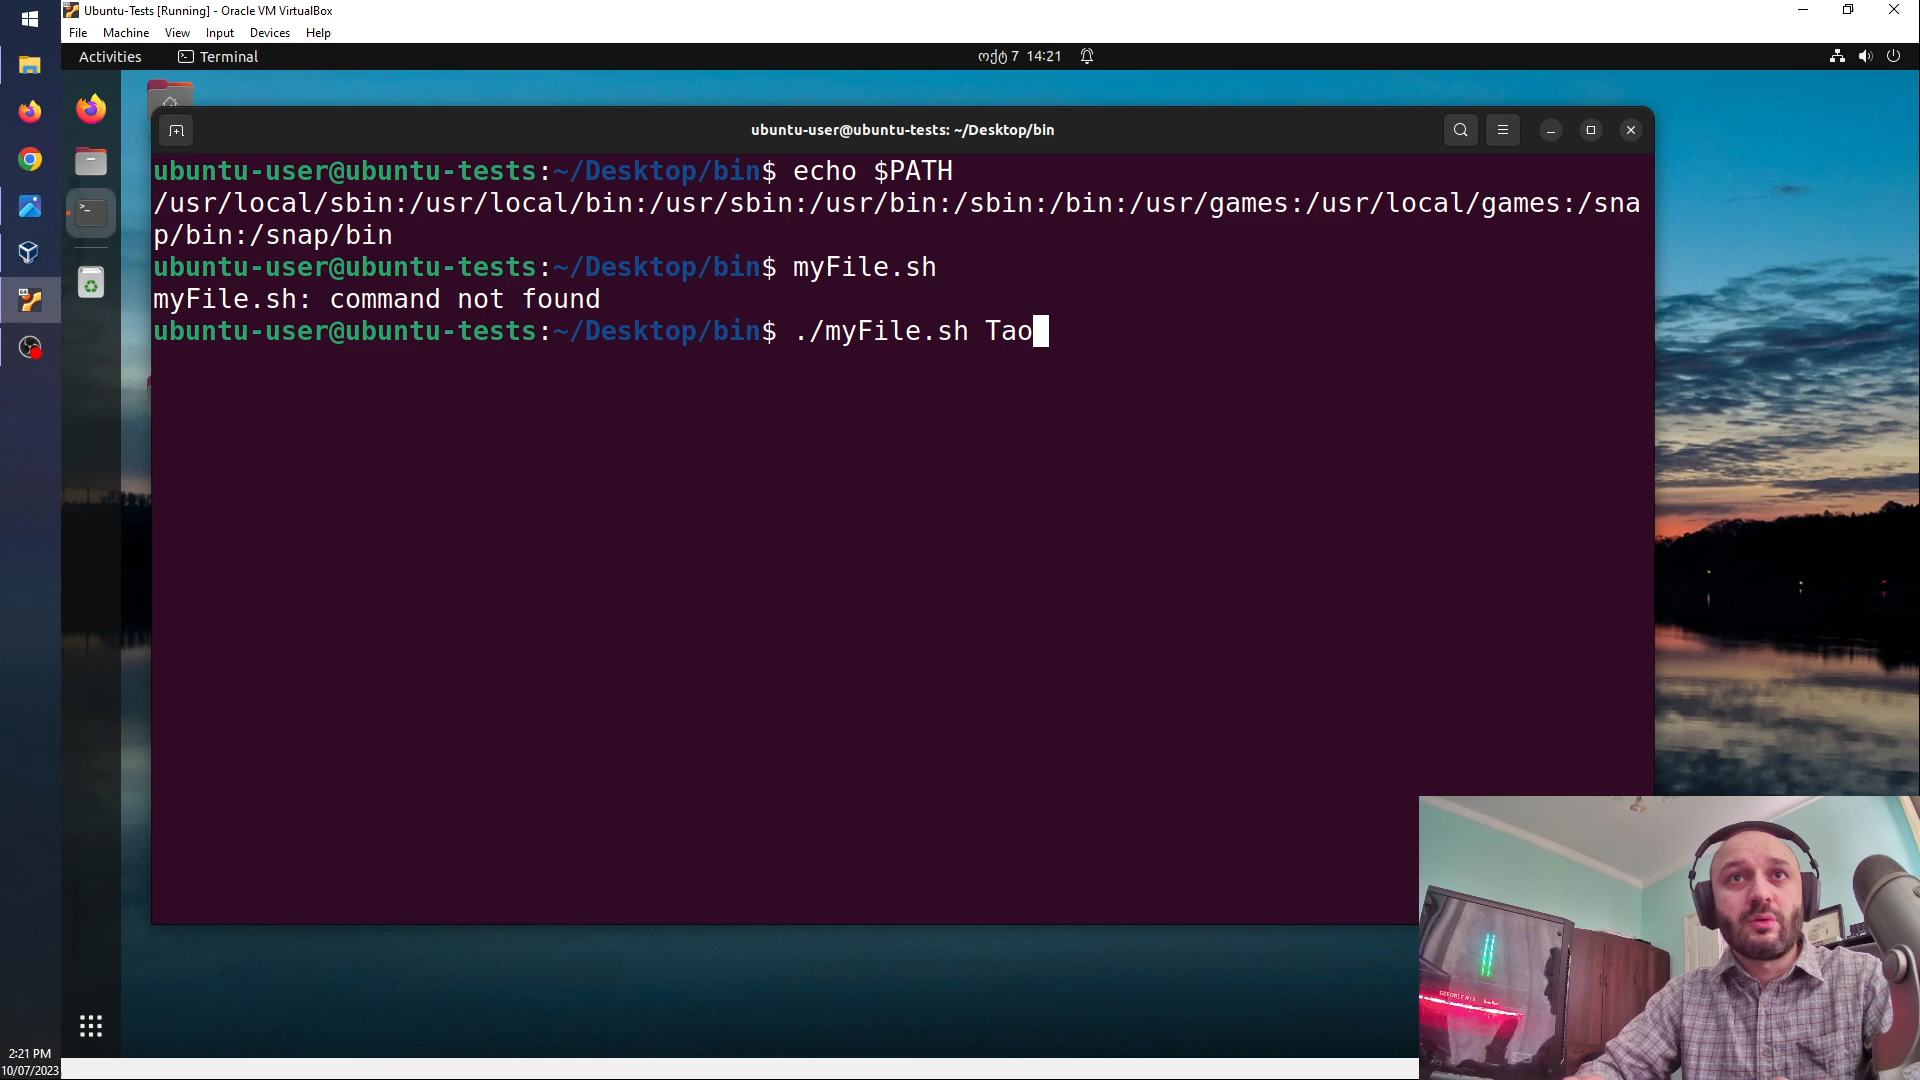 Ubuntu-Tests [Running] - Oracle VM VirtualBox
File Machine View Input Devices Help
Activities Terminal ოქტ 7 14:21
ubuntu-user@ubuntu-tests: ~/Desktop/bin
ubuntu-user@ubuntu-tests:~/Desktop/bin$ echo $PATH
/usr/local/sbin:/usr/local/bin:/usr/sbin:/usr/bin:/sbin:/bin:/usr/games:/usr/local/games:/sna
p/bin:/snap/bin
ubuntu-user@ubuntu-tests:~/Desktop/bin$ myFile.sh
myFile.sh: command not found
ubuntu-user@ubuntu-tests:~/Desktop/bin$ ./myFile.sh Tao
GEFORCE RTX
2:21 PM
10/07/2023